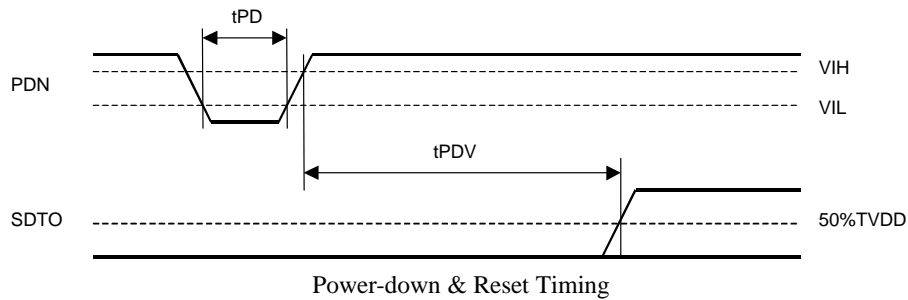 tPD
PDN
VIH
VIL
tPDV
SDTO
50%TVDD
Power-down & Reset Timing